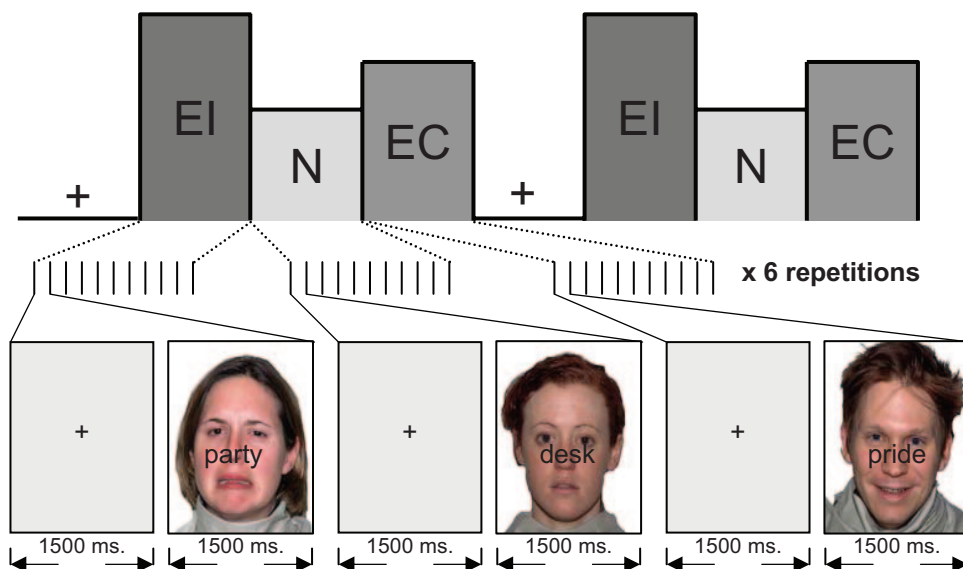 EI N EC EI N EC
+ +
x 6 repetitions
+ party + desk + pride
1500 ms. 1500 ms. 1500 ms. 1500 ms. 1500 ms. 1500 ms.